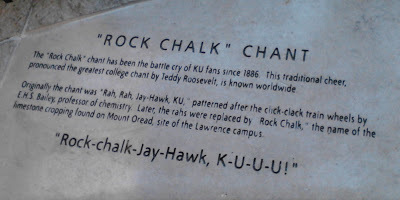 "ROCK CHALK" CHANT
The "Rock Chalk" chant has been the battle cry of KU fans since 1886. This traditional cheer,
pronounced the greatest college chant by Teddy Roosevelt, is known worldwide.
Originally the chant was "Rah, Rah, Jay-Hawk, KU," patterned after the click-clack train wheels by
E.H.S. Bailey, professor of chemistry. Later, the rahs were replaced by "Rock Chalk," the name of the
limestone cropping found on Mount Oread, site of the Lawrence campus.
"Rock-chalk-Jay-Hawk, K-U-U-U!"